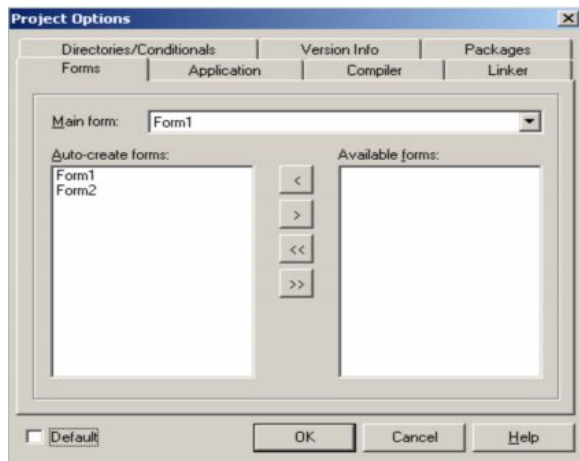 Project Options
Directories/Conditionals Version Info Packages
Forms Application Compiler Linker
Main form: Form1
Auto-create forms: Available forms:
Form1
Form2
<
>
<<
>>
Default OK Cancel Help